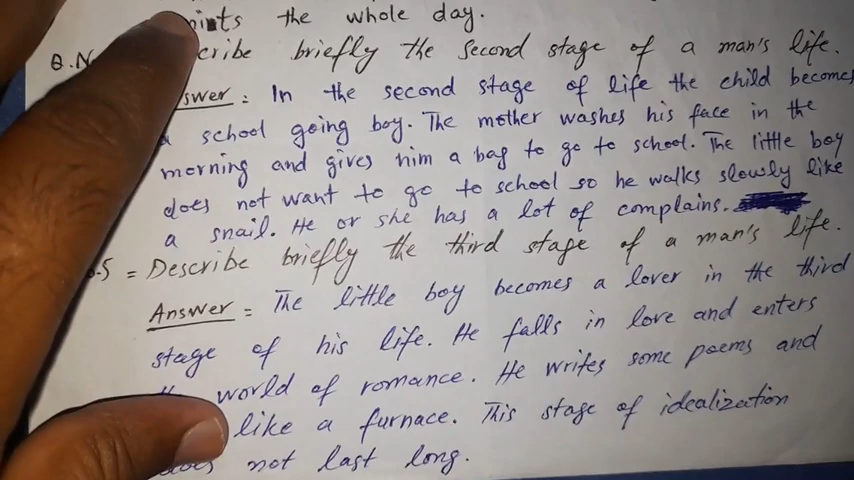 the whole day.
briefly the second stage of a man's life.
: In the second stage of life the child becomes
a school going boy. The mother washes his face in the
morning and gives him a bag to go to school. The little boy
does not want to go to school so he walks slowly like
a snail. He or she has a lot of complains.
.5 = Describe briefly the third stage of a man's life.
Answer = The little boy becomes a lover in the third
stage of his life. He falls in love and enters
world of romance. He writes some poems and
like a furnace. This stage of idealization
does not last long.